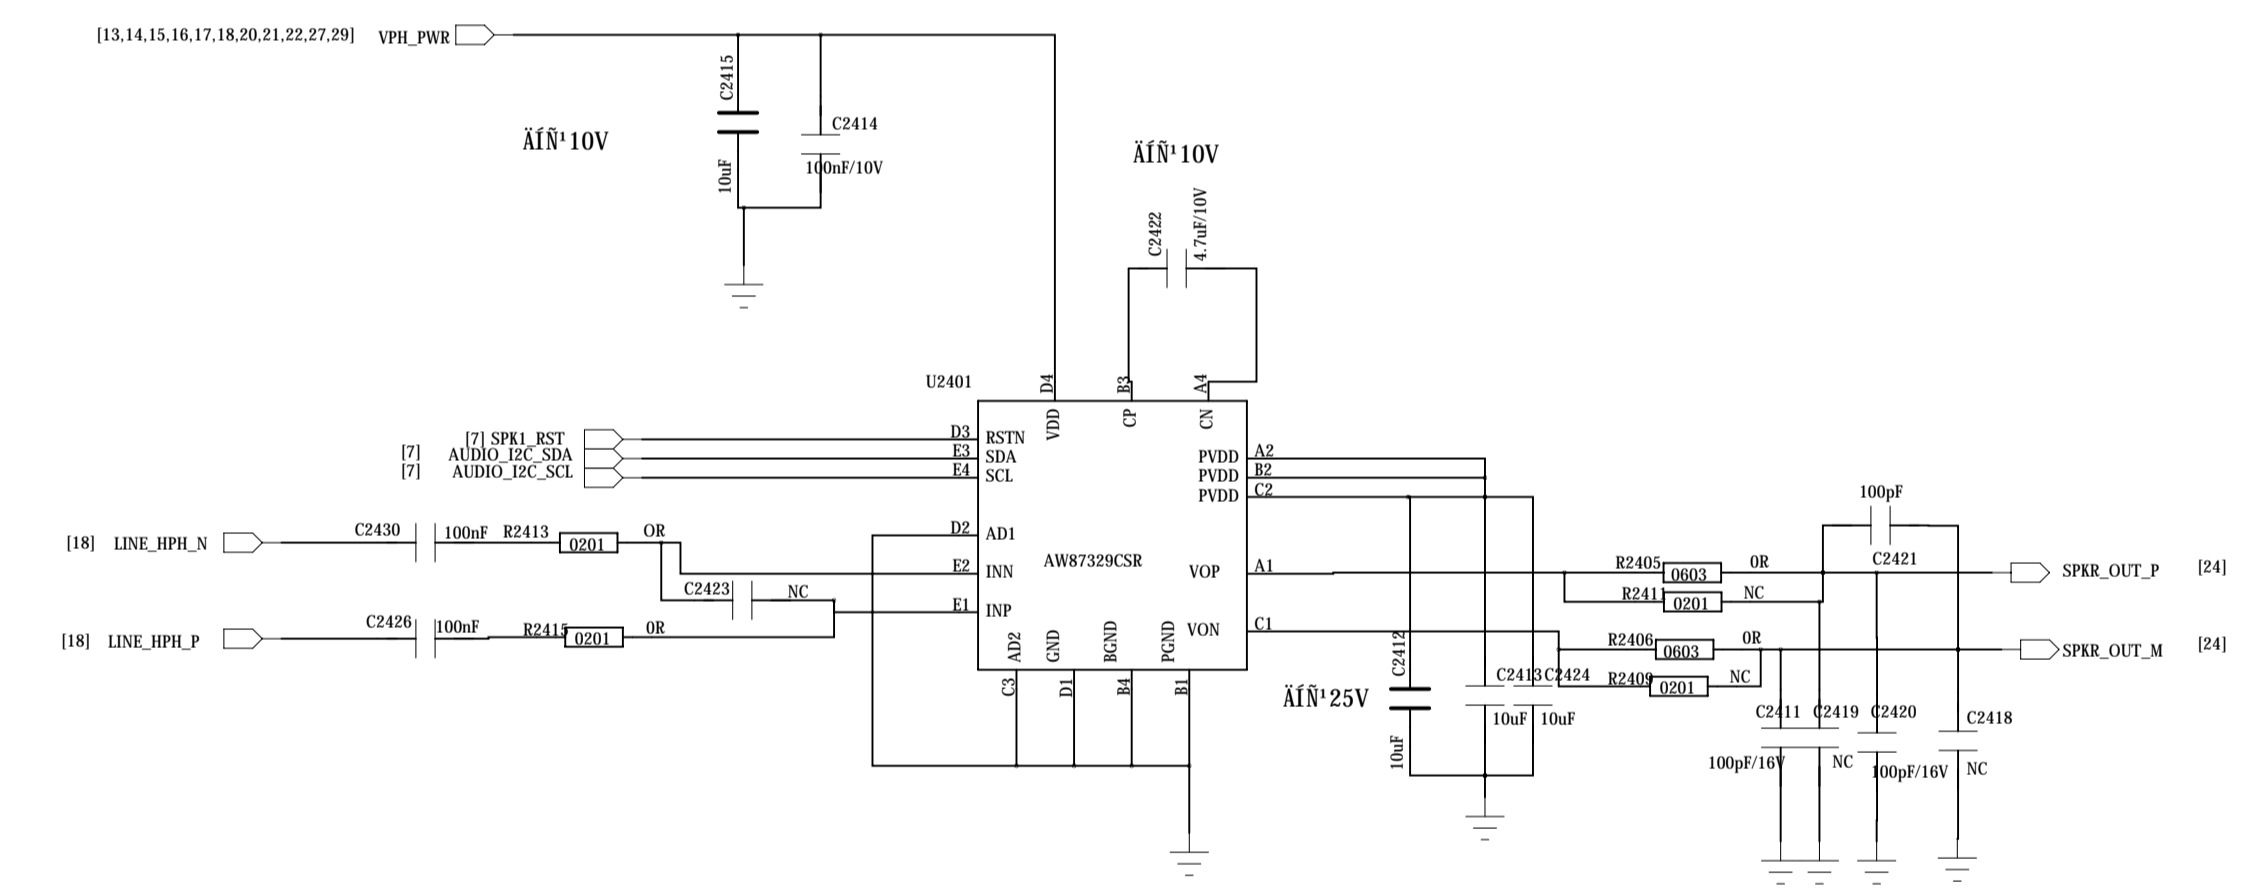 [13,14,15,16,17,18,20,21,22,27,29] VPH_PWR
C2415
10uF
C2414
100nF/10V
ÄÍÑ¹10V
ÄÍÑ¹10V
C2422
4.7uF/10V
U2401
D4
B3
A4
VDD
CP
CN
[7] SPK1_RST
D3 RSTN
[7] AUDIO_I2C_SDA
E3 SDA
[7] AUDIO_I2C_SCL
E4 SCL
PVDD A2
PVDD B2
PVDD C2
[18] LINE_HPH_N
C2430 100nF R2413 0201 OR
D2 AD1
E2 INN
AW87329CSR
VOP A1
C2423 NC
E1 INP
[18] LINE_HPH_P
C2426 100nF R2415 0201 0R
VON C1
AD2
GND
BGND
PGND
C3
D1
B4
B1
ÄÍÑ¹25V
C2412
10uF
C2413 C2424
10uF 10uF
100pF
C2421
R2405 0603 0R
R2411 0201 NC
SPKR_OUT_P [24]
R2406 0603 0R
R2409 0201 NC
SPKR_OUT_M [24]
C2411 C2419 C2420 C2418
100pF/16V NC 100pF/16V NC